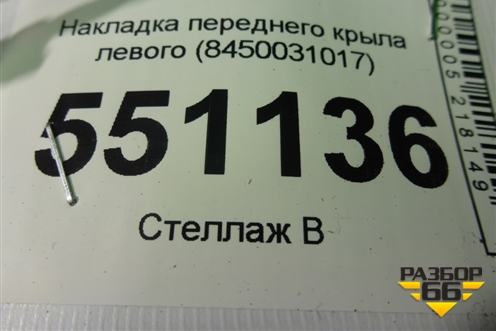 Накладка переднего крыла
левого (8450031017)
551136
Стеллаж В
РАЗБОР
66